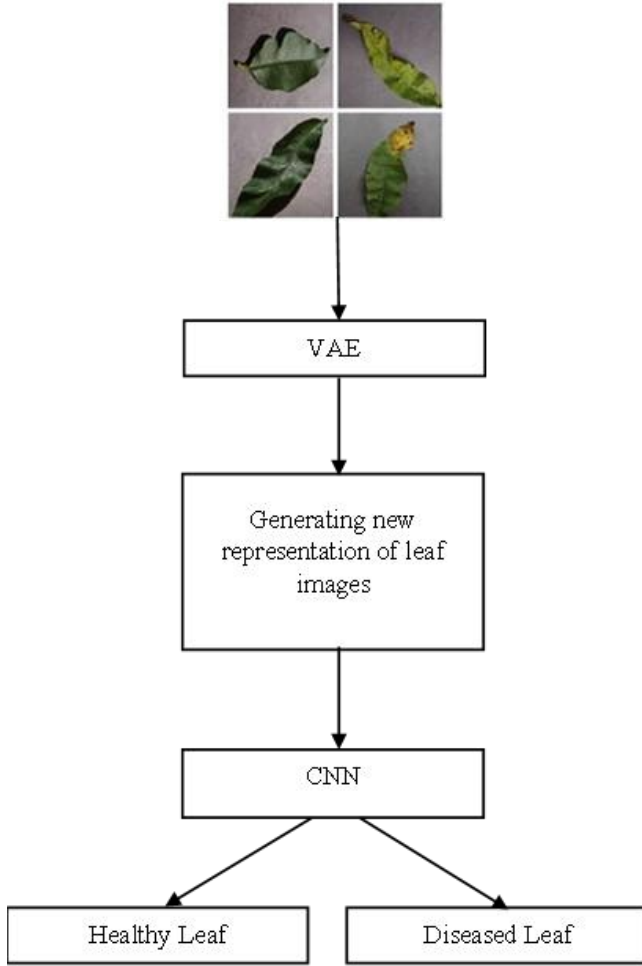 VAE
Generating new
representation of leaf
images
CNN
Healthy Leaf
Diseased Leaf